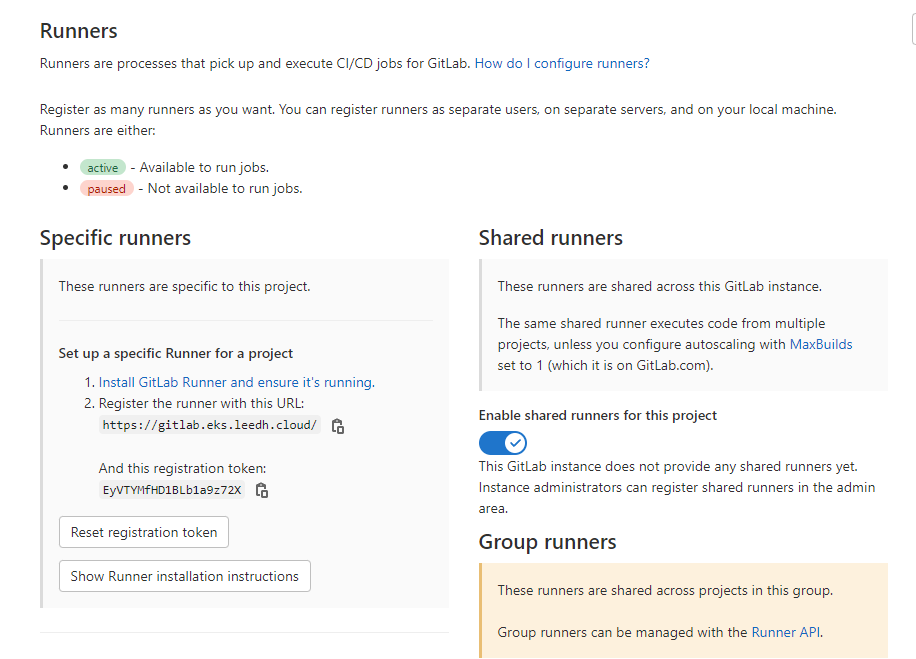 Runners
Runners are processes that pick up and execute CI/CD jobs for GitLab. How do I configure runners?
Register as many runners as you want. You can register runners as separate users, on separate servers, and on your local machine.
Runners are either:
active - Available to run jobs.
paused - Not available to run jobs.
Specific runners
These runners are specific to this project.
Set up a specific Runner for a project
1. Install GitLab Runner and ensure it's running.
2. Register the runner with this URL:
https://gitlab.eks.leedh.cloud/
And this registration token:
EyVTYMfHD1BLb1a9z72X
Reset registration token
Show Runner installation instructions
Shared runners
These runners are shared across this GitLab instance.
The same shared runner executes code from multiple
projects, unless you configure autoscaling with MaxBuilds
set to 1 (which it is on GitLab.com).
Enable shared runners for this project
This GitLab instance does not provide any shared runners yet.
Instance administrators can register shared runners in the admin
area.
Group runners
These runners are shared across projects in this group.
Group runners can be managed with the Runner API.